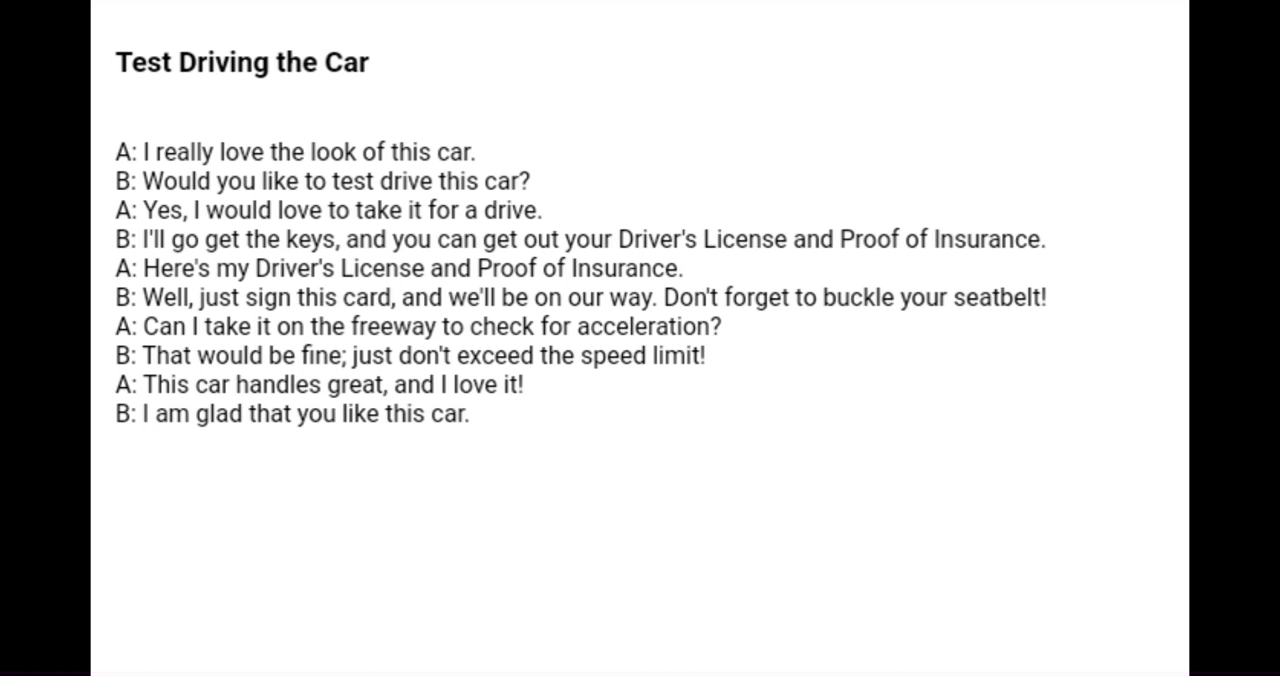 Test Driving the Car
A: I really love the look of this car.
B: Would you like to test drive this car?
A: Yes, I would love to take it for a drive.
B: I'll go get the keys, and you can get out your Driver's License and Proof of Insurance.
A: Here's my Driver's License and Proof of Insurance.
B: Well, just sign this card, and we'll be on our way. Don't forget to buckle your seatbelt!
A: Can I take it on the freeway to check for acceleration?
B: That would be fine; just don't exceed the speed limit!
A: This car handles great, and I love it!
B: I am glad that you like this car.